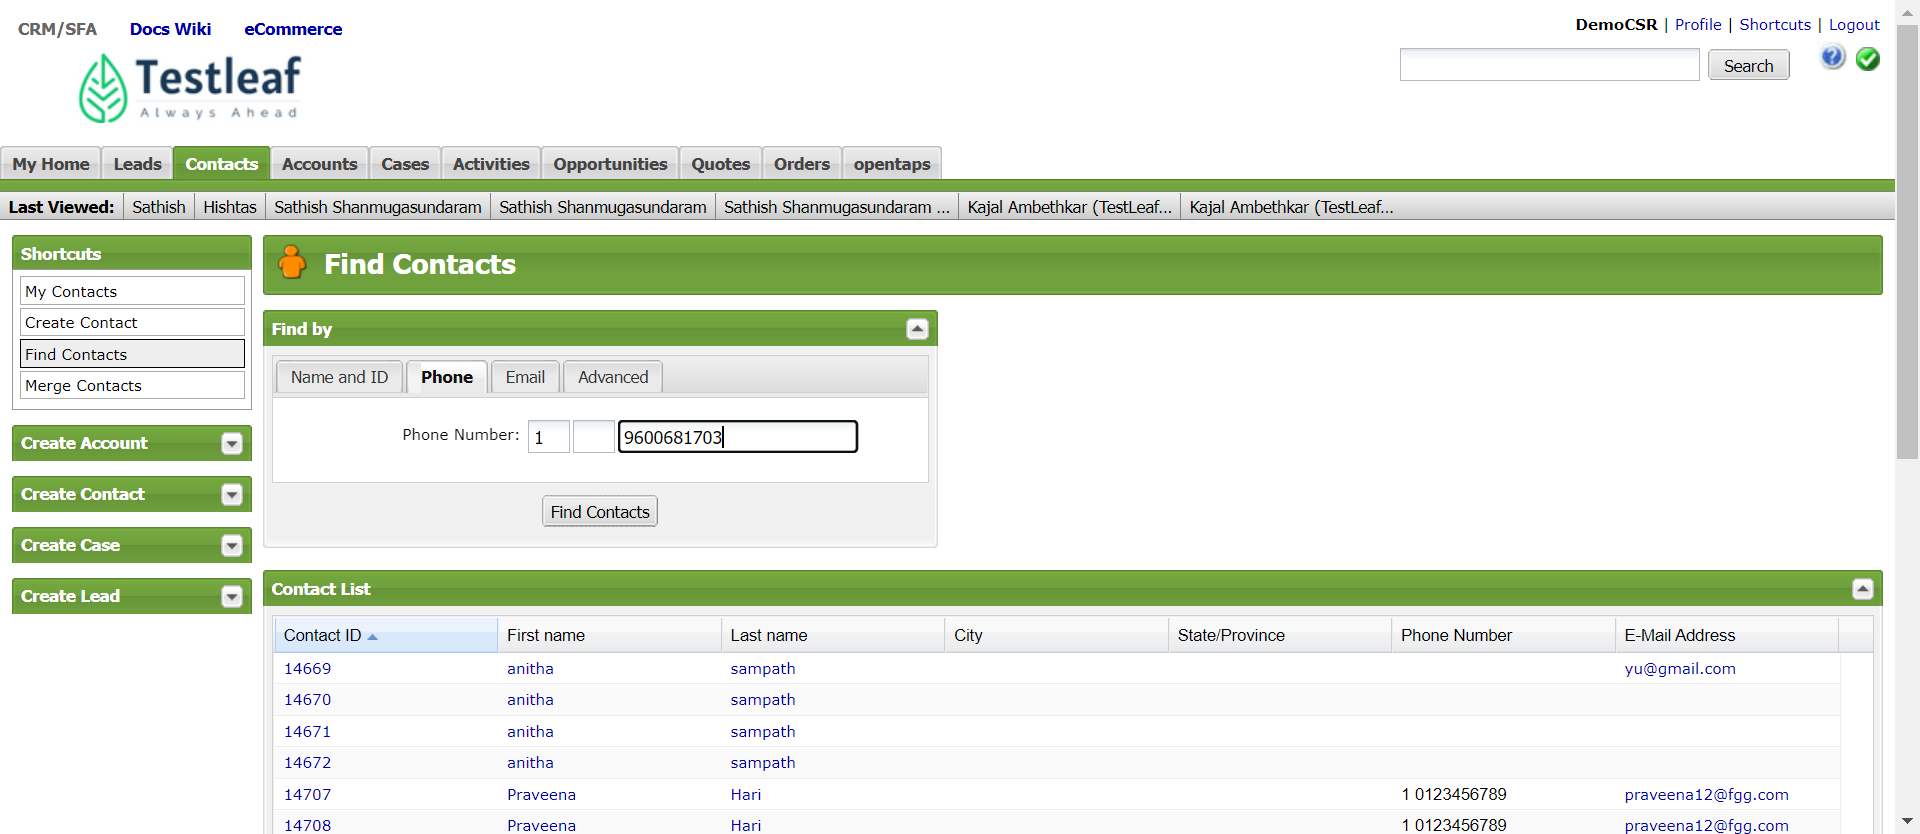 CRM/SFA Docs Wiki eCommerce
DemoCSR | Profile | Shortcuts | Logout
Testleaf
Always Ahead
Search
My Home Leads Contacts Accounts Cases Activities Opportunities Quotes Orders opentaps
Last Viewed: Sathish Hishtas Sathish Shanmugasundaram Sathish Shanmugasundaram Sathish Shanmugasundaram ... Kajal Ambethkar (TestLeaf... Kajal Ambethkar (TestLeaf...
Shortcuts
My Contacts
Create Contact
Find Contacts
Merge Contacts
Create Account
Create Contact
Create Case
Create Lead
Find Contacts
Find by
Name and ID Phone Email Advanced
Phone Number: 1 9600681703
Find Contacts
Contact List
Contact ID First name Last name City State/Province Phone Number E-Mail Address
14669 anitha sampath yu@gmail.com
14670 anitha sampath
14671 anitha sampath
14672 anitha sampath
14707 Praveena Hari 1 0123456789 praveena12@fgg.com
14708 Praveena Hari 1 0123456789 praveena12@fgg.com